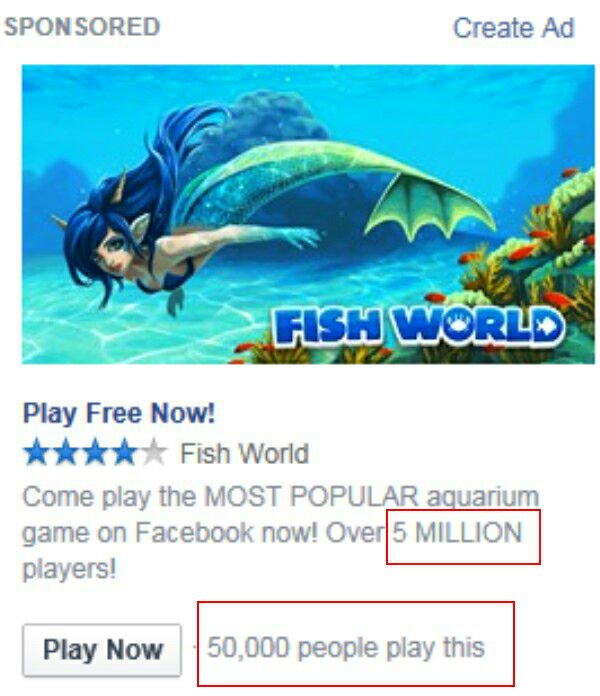 SPONSORED Create Ad
FISH WORLD
Play Free Now!
Fish World
Come play the MOST POPULAR aquarium
game on Facebook now! Over 5 MILLION
players!
Play Now · 50,000 people play this